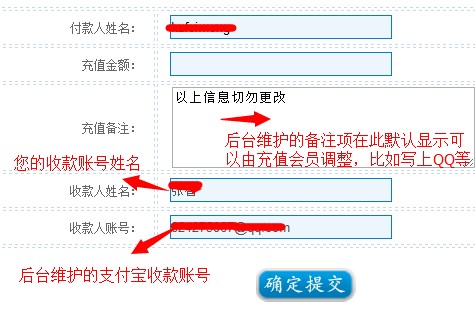 付款人姓名：
充值金额：
以上信息切勿更改
充值备注：
后台维护的备注项在此默认显示可
以由充值会员调整，比如写上QQ等
您的收款账号姓名
收款人姓名：
收款人账号：
@qq.com
后台维护的支付宝收款账号
确定提交